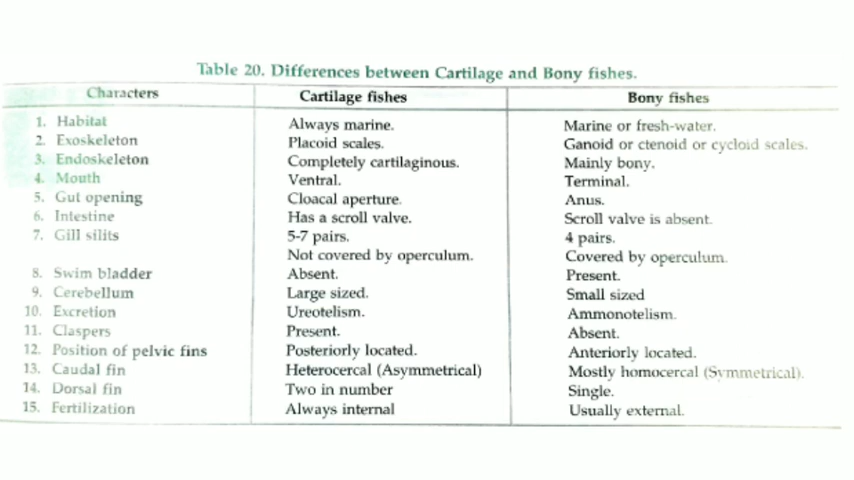 Table 20. Differences between Cartilage and Bony fishes.
Characters Cartilage fishes Bony fishes
1. Habitat Always marine. Marine or fresh-water.
2. Exoskeleton Placoid scales. Ganoid or ctenoid or cycloid scales.
3. Endoskeleton Completely cartilaginous. Mainly bony.
4. Mouth Ventral. Terminal.
5. Gut opening Cloacal aperture. Anus.
6. Intestine Has a scroll valve. Scroll valve is absent.
7. Gill silits 5-7 pairs. 4 pairs.
Not covered by operculum. Covered by operculum.
8. Swim bladder Absent. Present.
9. Cerebellum Large sized. Small sized
10. Excretion Ureotelism. Ammonotelism.
11. Claspers Present. Absent.
12. Position of pelvic fins Posteriorly located. Anteriorly located.
13. Caudal fin Heterocercal (Asymmetrical) Mostly homocercal (Symmetrical).
14. Dorsal fin Two in number Single.
15. Fertilization Always internal Usually external.